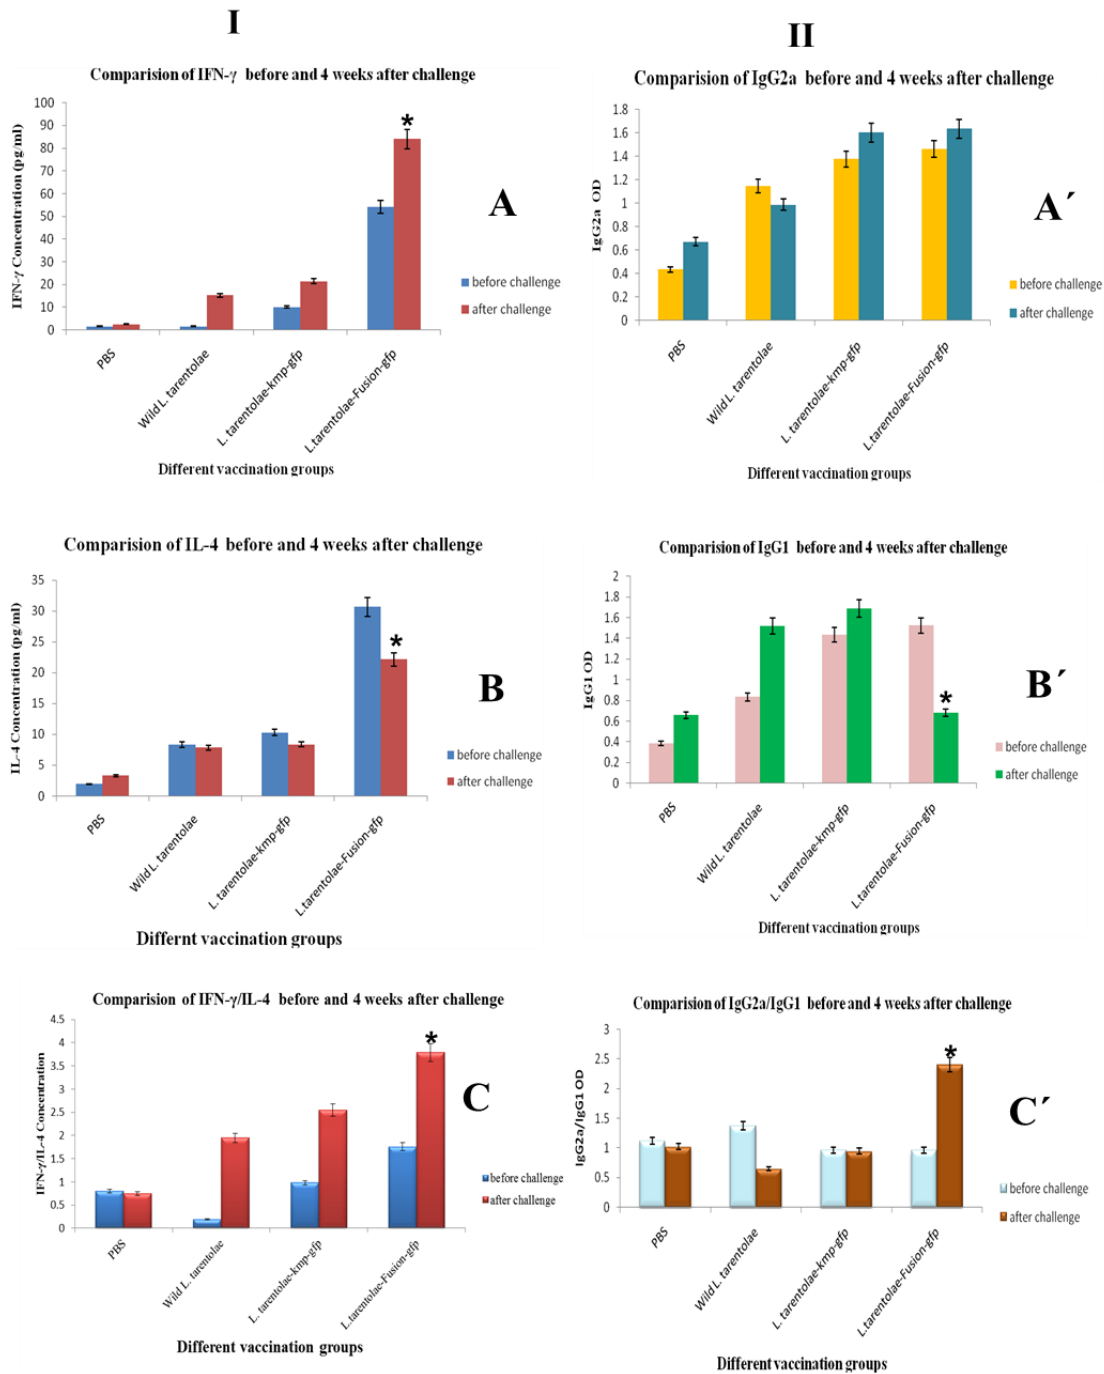 I
Comparision of IFN-γ before and 4 weeks after challenge
IFN-γ Concentration (pg/ml)
100
90
80
70
60
50
40
30
20
10
0
*
A
before challenge
after challenge
PBS
Wild L. tarentolae
L. tarentolae-kmp-gfp
L.tarentolae-Fusion-gfp
Different vaccination groups
II
Comparision of IgG2a before and 4 weeks after challenge
IgG2a OD
1.8
1.6
1.4
1.2
1
0.8
0.6
0.4
0.2
0
A´
before challenge
after challenge
PBS
Wild L. tarentolae
L. tarentolae-kmp-gfp
L.tarentolae-Fusion-gfp
Different vaccination groups
Comparision of IL-4 before and 4 weeks after challenge
IL-4 Concentration (pg/ml)
35
30
25
20
15
10
5
0
*
B
before challenge
after challenge
PBS
Wild L. tarentolae
L. tarentolae-kmp-gfp
L.tarentolae-Fusion-gfp
Differnt vaccination groups
Comparision of IgG1 before and 4 weeks after challenge
IgG1 OD
2
1.8
1.6
1.4
1.2
1
0.8
0.6
0.4
0.2
0
*
B´
before challenge
after challenge
PBS
Wild L. tarentolae
L. tarentolae-kmp-gfp
L.tarentolae-Fusion-gfp
Different vaccination groups
Comparision of IFN-γ/IL-4 before and 4 weeks after challenge
IFN-γ/IL-4 Concentration
4.5
4
3.5
3
2.5
2
1.5
1
0.5
0
*
C
before challenge
after challenge
PBS
Wild L. tarentolae
L. tarentolae-kmp-gfp
L.tarentolae-Fusion-gfp
Different vaccination groups
Comparision of IgG2a/IgG1 before and 4 weeks after challenge
IgG2a/IgG1 OD
3
2.5
2
1.5
1
0.5
0
*
C´
before challenge
after challenge
PBS
Wild L. tarentolae
L. tarentolae-kmp-gfp
L.tarentolae-Fusion-gfp
Different vaccination groups